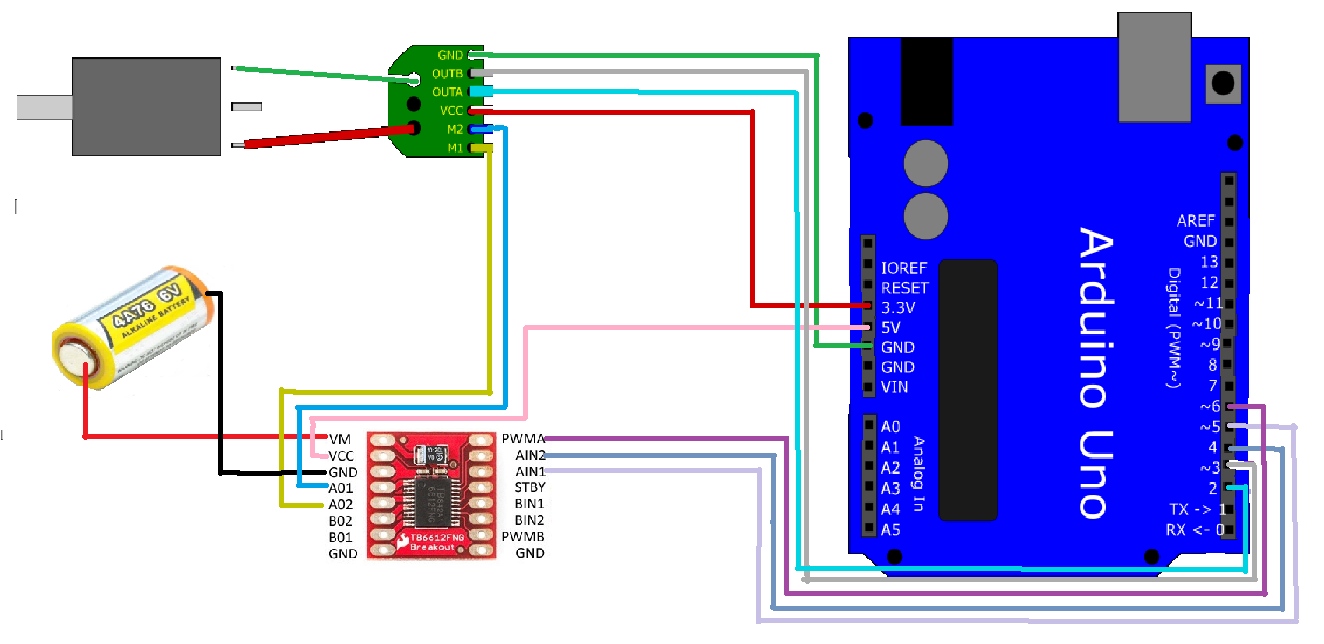 GND
OUTB
OUTA
VCC
M2
M1
4A76 6V
ALKALINE BATTERY
VM
VCC
GND
A01
A02
B02
B01
GND
PWMA
AIN2
AIN1
STBY
BIN1
BIN2
PWMB
GND
TB6612FNG
Breakout
IOREF
RESET
3.3V
5V
GND
GND
VIN
A0
A1
A2
A3
A4
A5
Analog In
Arduino Uno
Digital (PWM~)
AREF
GND
13
12
~11
~10
~9
8
7
~6
~5
4
~3
2
TX -> 1
RX <- 0